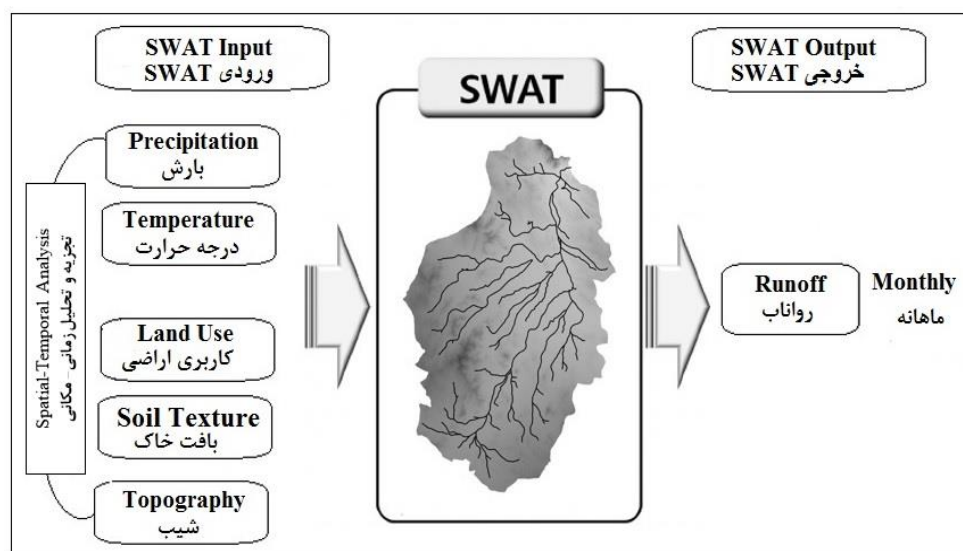 SWAT Input
ورودی SWAT
Precipitation
بارش
Temperature
درجه حرارت
Land Use
کاربری اراضی
Soil Texture
بافت خاک
Topography
شیب
Spatial-Temporal Analysis
تجزیه و تحلیل زمانی - مکانی
SWAT
SWAT Output
خروجی SWAT
Runoff
رواناب
Monthly
ماهانه